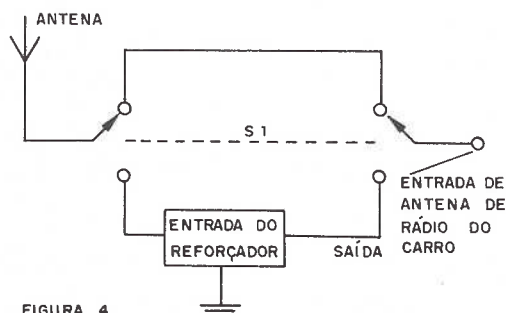 ANTENA
S1
ENTRADA DE
ANTENA DE
RÁDIO DO
CARRO
ENTRADA DO
REFORÇADOR
SAÍDA
FIGURA 4